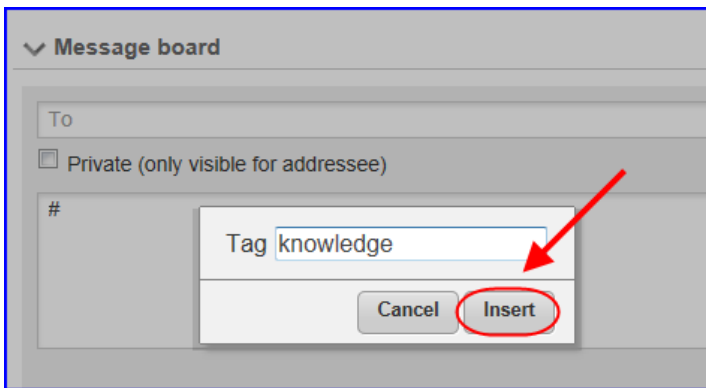 Message board
To
Private (only visible for addressee)
#
Tag knowledge
Cancel Insert